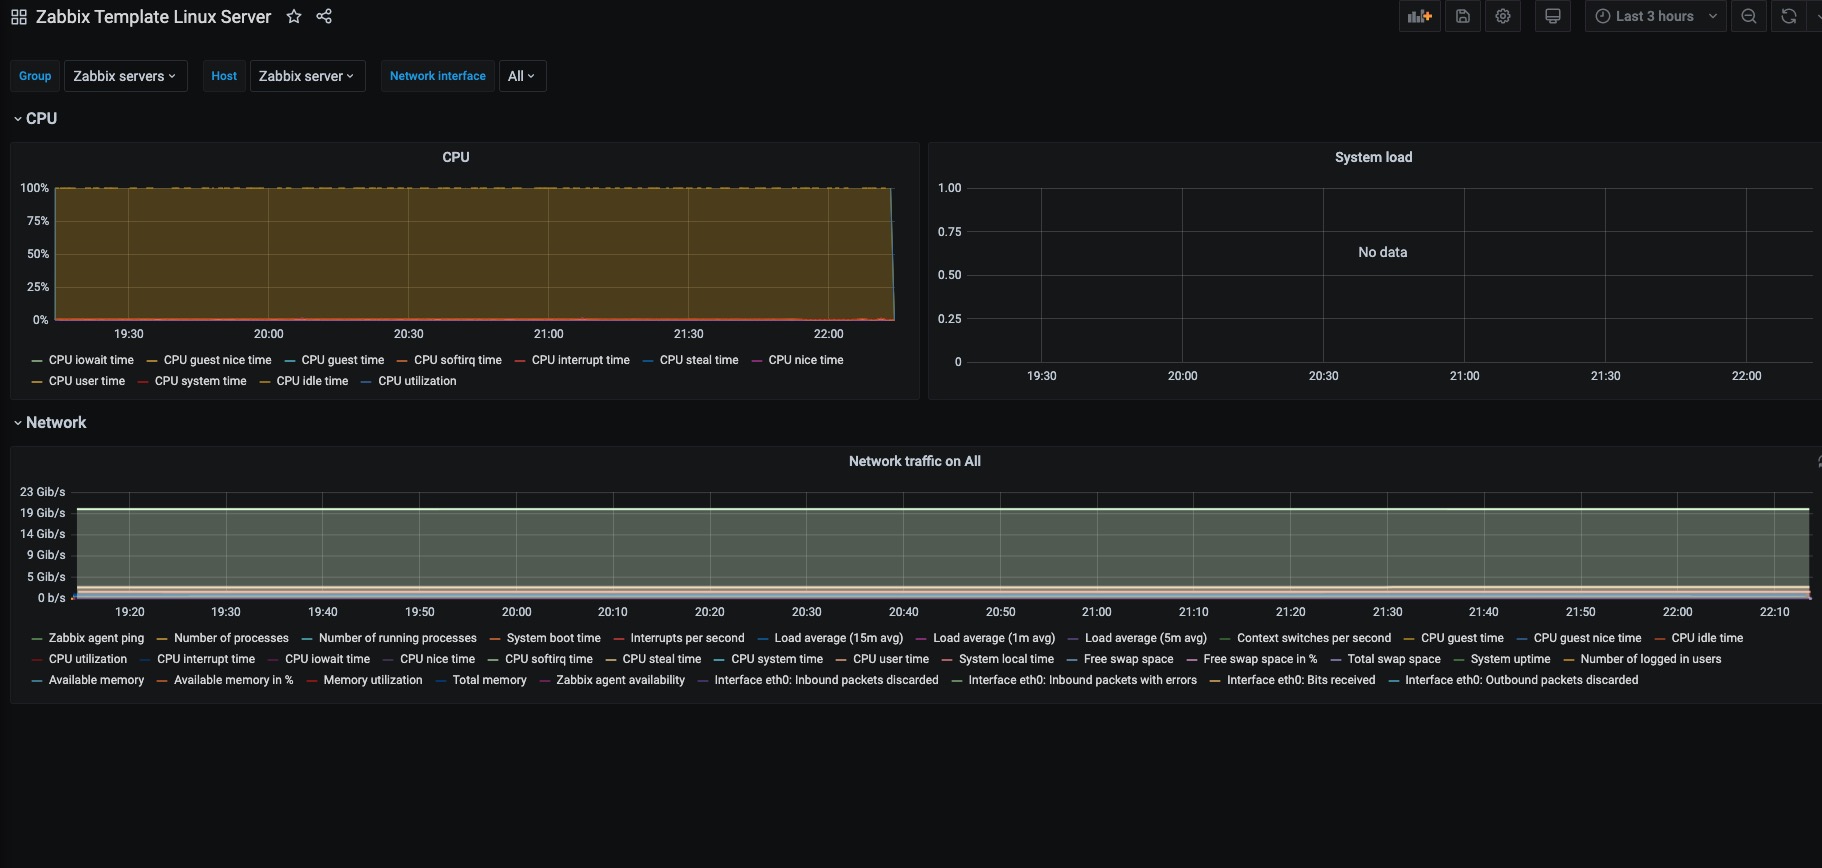 Zabbix Template Linux Server
Last 3 hours
Group Zabbix servers Host Zabbix server Network interface All
CPU
CPU
100%
75%
50%
25%
0%
19:30 20:00 20:30 21:00 21:30 22:00
CPU iowait time CPU guest nice time CPU guest time CPU softirq time CPU interrupt time CPU steal time CPU nice time
CPU user time CPU system time CPU idle time CPU utilization
System load
1.00
0.75
No data
0.50
0.25
0
19:30 20:00 20:30 21:00 21:30 22:00
Network
Network traffic on All
23 Gib/s
19 Gib/s
14 Gib/s
9 Gib/s
5 Gib/s
0 b/s
19:20 19:30 19:40 19:50 20:00 20:10 20:20 20:30 20:40 20:50 21:00 21:10 21:20 21:30 21:40 21:50 22:00 22:10
Zabbix agent ping Number of processes Number of running processes System boot time Interrupts per second Load average (15m avg) Load average (1m avg) Load average (5m avg) Context switches per second CPU guest time CPU guest nice time CPU idle time
CPU utilization CPU interrupt time CPU iowait time CPU nice time CPU softirq time CPU steal time CPU system time CPU user time System local time Free swap space Free swap space in % Total swap space System uptime Number of logged in users
Available memory Available memory in % Memory utilization Total memory Zabbix agent availability Interface eth0: Inbound packets discarded Interface eth0: Inbound packets with errors Interface eth0: Bits received Interface eth0: Outbound packets discarded